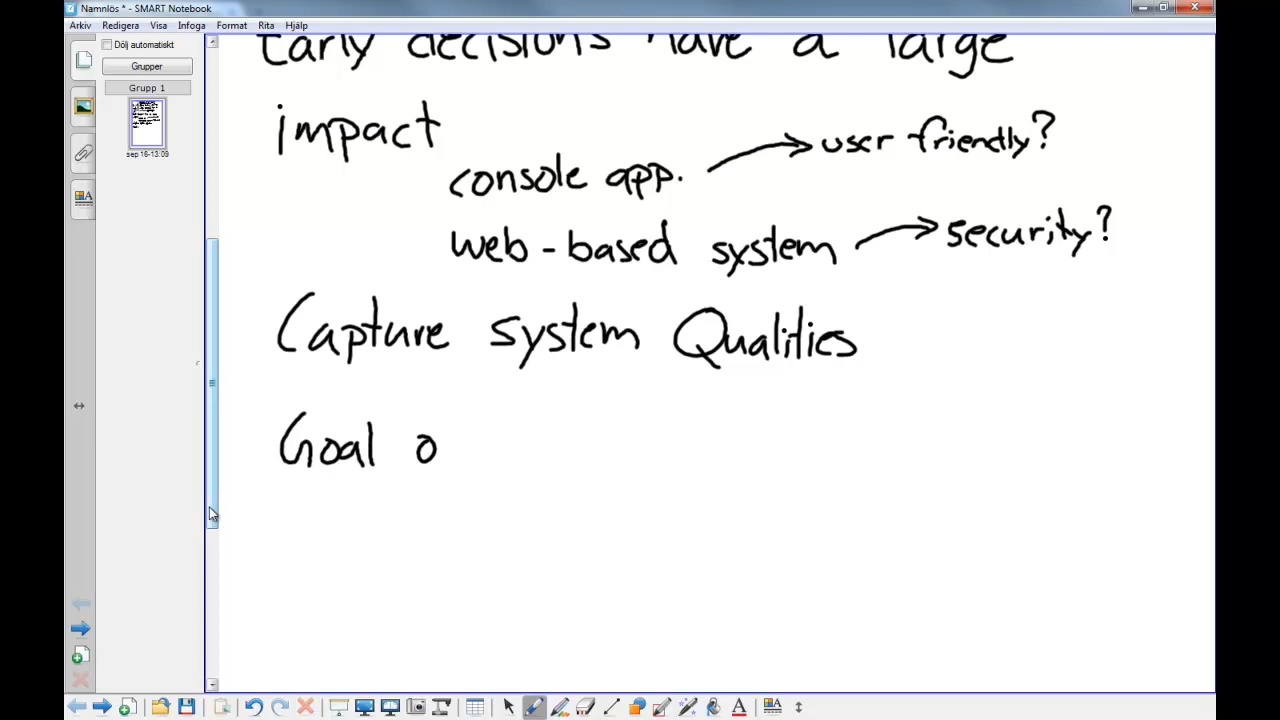 Namnlös * - SMART Notebook
Arkiv Redigera Visa Infoga Format Rita Hjälp
Dölj automatiskt
Grupper
Grupp 1
sep 16-13:09
Early decisions have a large
impact
console app. user friendly?
web-based system security?
Capture system Qualities
Goal o